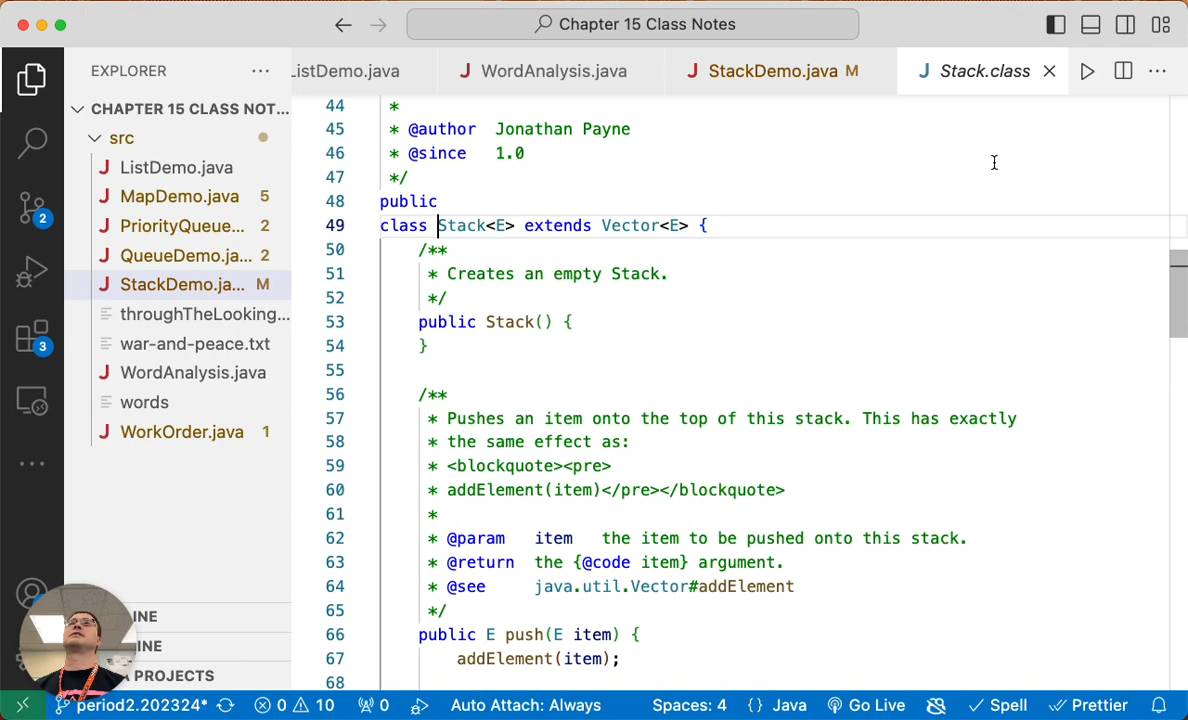 Chapter 15 Class Notes
EXPLORER
ListDemo.java
WordAnalysis.java
StackDemo.java M
Stack.class
CHAPTER 15 CLASS NOT...
src
ListDemo.java
MapDemo.java 5
PriorityQueue... 2
QueueDemo.ja... 2
StackDemo.ja... M
throughTheLooking...
war-and-peace.txt
WordAnalysis.java
words
WorkOrder.java 1
2
3
INE
INE
PROJECTS
44 *
45 * @author Jonathan Payne
46 * @since 1.0
47 */
48 public
49 class Stack<E> extends Vector<E> {
50 /**
51 * Creates an empty Stack.
52 */
53 public Stack() {
54 }
55
56 /**
57 * Pushes an item onto the top of this stack. This has exactly
58 * the same effect as:
59 * <blockquote><pre>
60 * addElement(item)</pre></blockquote>
61 *
62 * @param item the item to be pushed onto this stack.
63 * @return the {@code item} argument.
64 * @see java.util.Vector#addElement
65 */
66 public E push(E item) {
67 addElement(item);
68
period2.202324* 0 10 0 Auto Attach: Always Spaces: 4 {} Java Go Live Spell Prettier